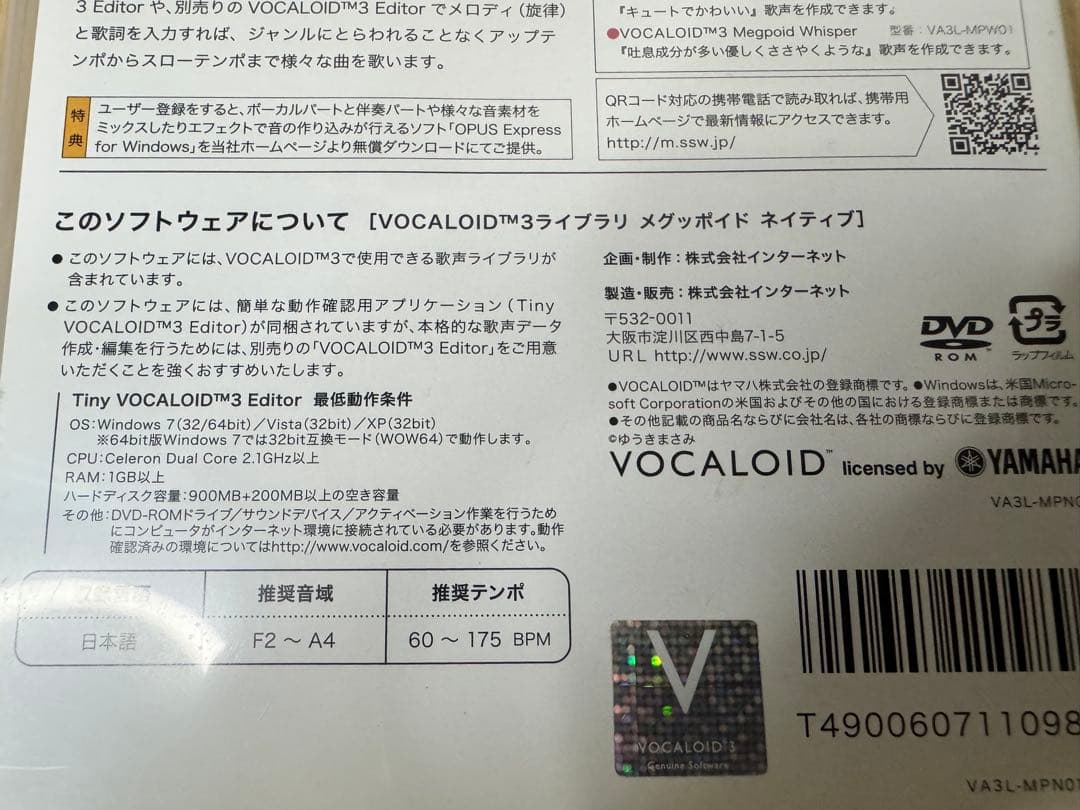 3 Editor や、別売りの VOCALOID™3 Editor でメロディ(旋律)
と歌詞を入力すれば、ジャンルにとらわれることなくアップテ
ンポからスローテンポまで様々な曲を歌います。
『キュートでかわいい』歌声を作成できます。
●VOCALOID™3 Megpoid Whisper 型番:VA3L-MPW01
『吐息成分が多い優しくささやくような』歌声を作成できます。
特典
ユーザー登録をすると、ボーカルパートと伴奏パートや様々な音素材を
ミックスしたりエフェクトで音の作り込みが行えるソフト「OPUS Express
for Windows」を当社ホームページより無償ダウンロードにてご提供。
QRコード対応の携帯電話で読み取れば、携帯用
ホームページで最新情報にアクセスできます。
http://m.ssw.jp/
このソフトウェアについて [VOCALOID™3ライブラリ メグッポイド ネイティブ]
●このソフトウェアには、VOCALOID™3で使用できる歌声ライブラリが
含まれています。
●このソフトウェアには、簡単な動作確認用アプリケーション(Tiny
VOCALOID™3 Editor)が同梱されていますが、本格的な歌声データ
作成・編集を行うためには、別売りの「VOCALOID™3 Editor」をご用意
いただくことを強くおすすめいたします。
Tiny VOCALOID™3 Editor 最低動作条件
OS:Windows 7(32/64bit)/Vista(32bit)/XP(32bit)
※64bit版Windows 7では32bit互換モード(WOW64)で動作します。
CPU:Celeron Dual Core 2.1GHz以上
RAM:1GB以上
ハードディスク容量:900MB+200MB以上の空き容量
その他:DVD-ROMドライブ/サウンドデバイス/アクティベーション作業を行うため
にコンピュータがインターネット環境に接続されている必要があります。動作
確認済みの環境についてはhttp://www.vocaloid.com/を参照ください。
推奨音域 推奨テンポ
日本語 F2 ~ A4 60 ~ 175 BPM
企画・制作:株式会社インターネット
製造・販売:株式会社インターネット
〒532-0011
大阪市淀川区西中島7-1-5
URL http://www.ssw.co.jp/
DVD
ROM
プラ
ラップフィルム
●VOCALOID™はヤマハ株式会社の登録商標です。●Windowsは、米国Micro-
soft Corporationの米国およびその他の国における登録商標または商標です。
●その他記載の商品名ならびに会社名は、各社の商標ならびに登録商標です。
©ゆうきまさみ
VOCALOID™ licensed by YAMAHA
VA3L-MPN0
V
VOCALOID™3
Genuine Software
T490060711098
VA3L-MPN01